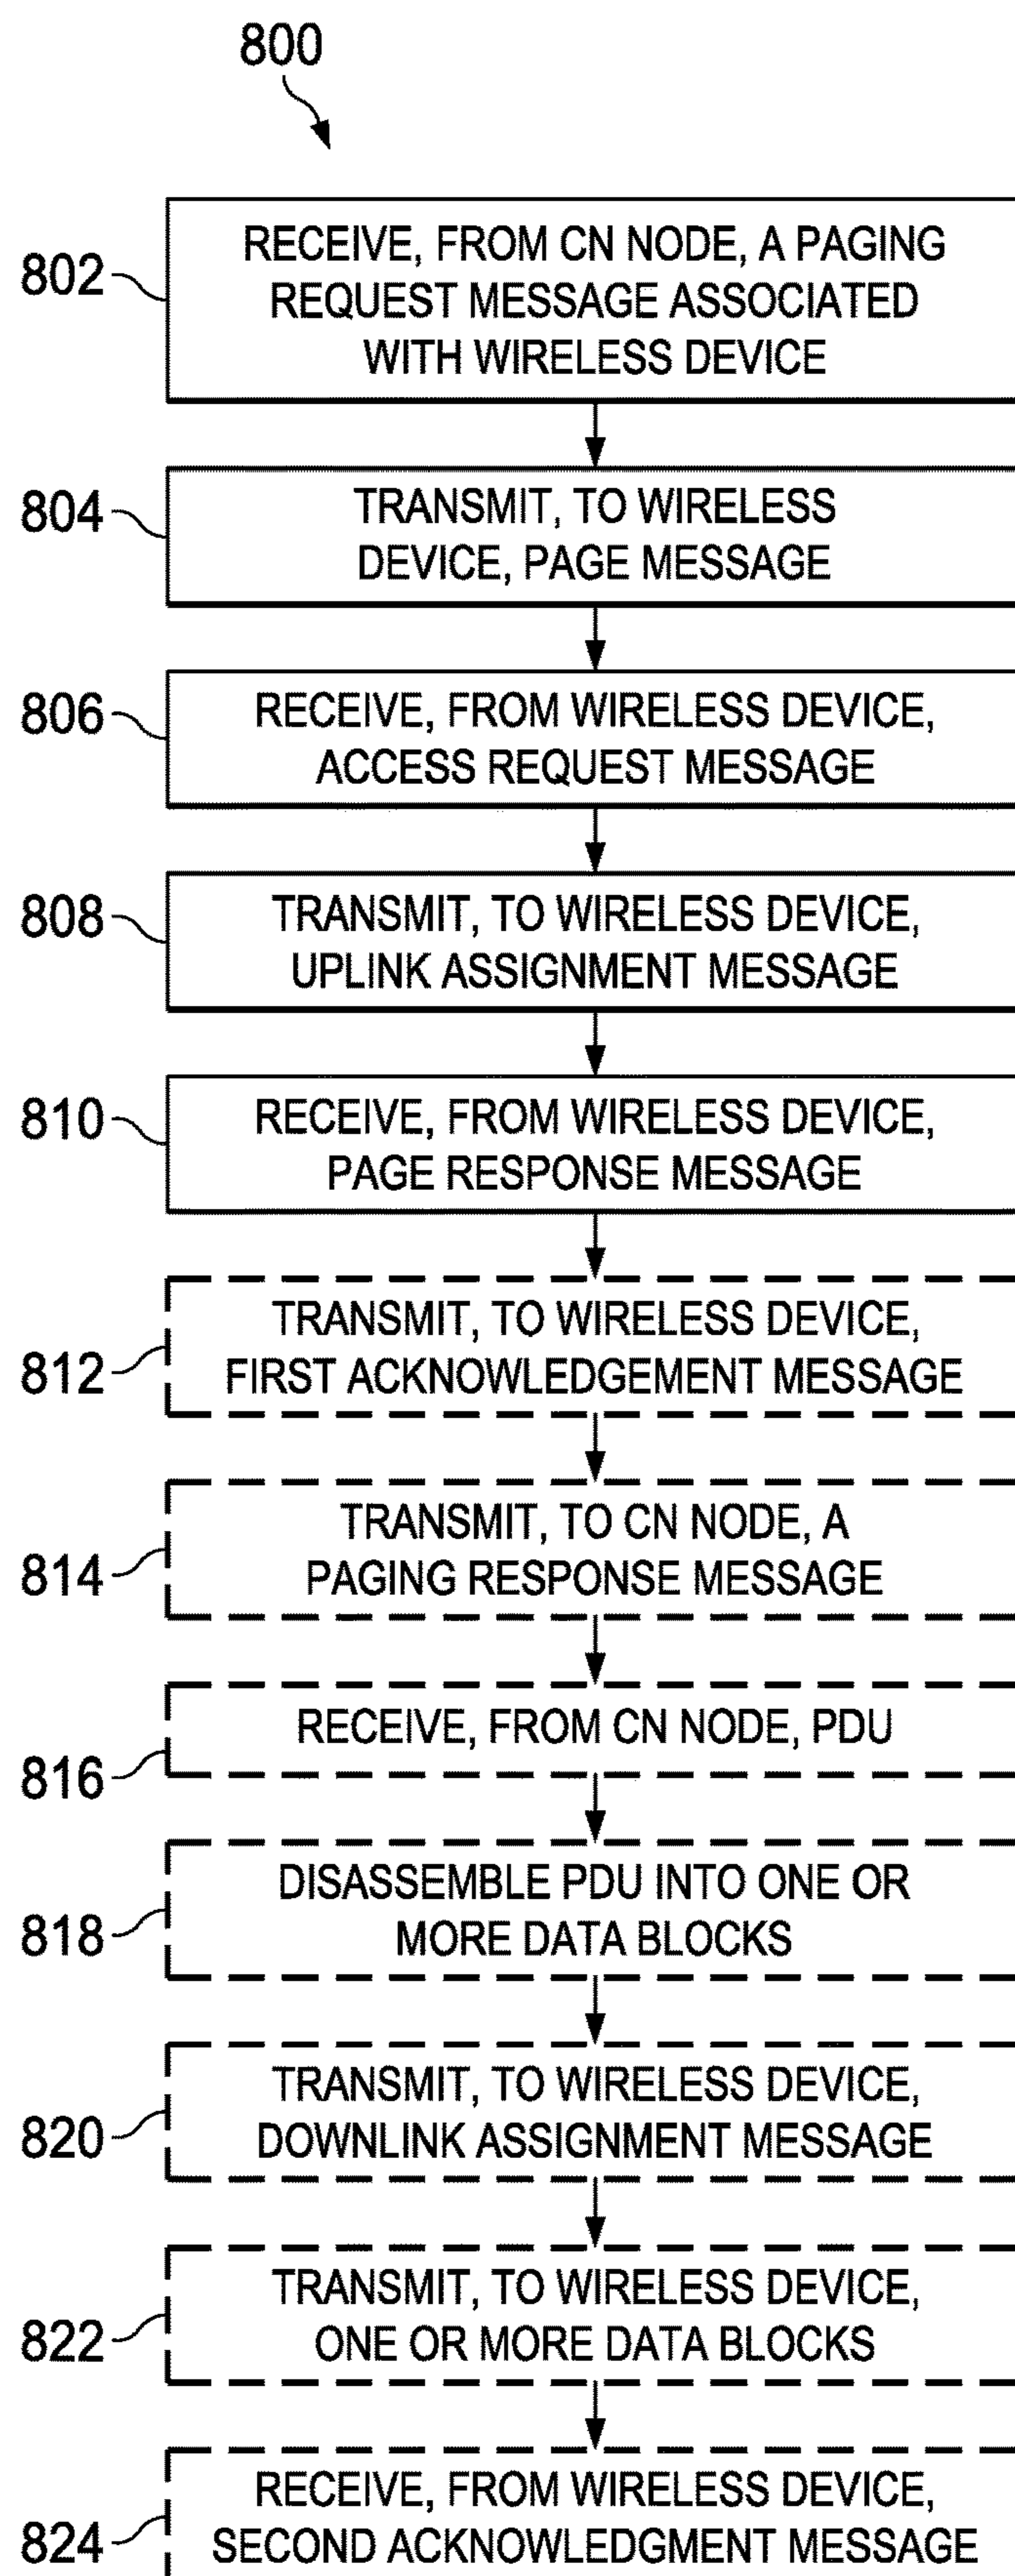 800
802
RECEIVE, FROM CN NODE, A PAGING
REQUEST MESSAGE ASSOCIATED
WITH WIRELESS DEVICE
804
TRANSMIT, TO WIRELESS
DEVICE, PAGE MESSAGE
806
RECEIVE, FROM WIRELESS DEVICE,
ACCESS REQUEST MESSAGE
808
TRANSMIT, TO WIRELESS DEVICE,
UPLINK ASSIGNMENT MESSAGE
810
RECEIVE, FROM WIRELESS DEVICE,
PAGE RESPONSE MESSAGE
812
TRANSMIT, TO WIRELESS DEVICE,
FIRST ACKNOWLEDGEMENT MESSAGE
814
TRANSMIT, TO CN NODE, A
PAGING RESPONSE MESSAGE
816
RECEIVE, FROM CN NODE, PDU
818
DISASSEMBLE PDU INTO ONE OR
MORE DATA BLOCKS
820
TRANSMIT, TO WIRELESS DEVICE,
DOWNLINK ASSIGNMENT MESSAGE
822
TRANSMIT, TO WIRELESS DEVICE,
ONE OR MORE DATA BLOCKS
824
RECEIVE, FROM WIRELESS DEVICE,
SECOND ACKNOWLEDGMENT MESSAGE